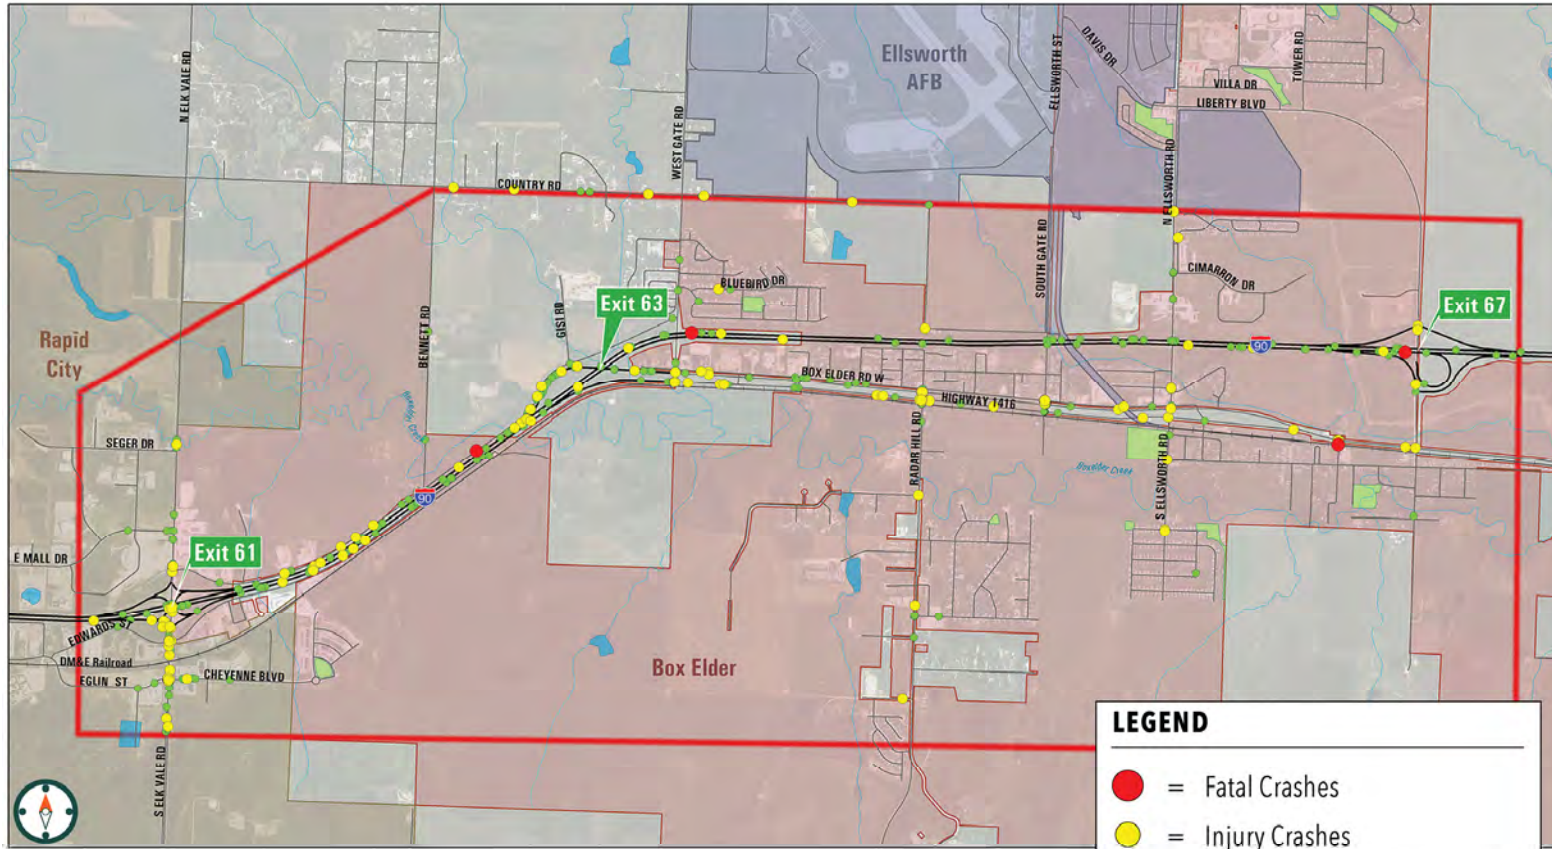 N ELK VALE RD
Ellsworth
AFB
ELLSWORTH ST
DAVIS DR
TOWER RD
VILLA DR
LIBERTY BLVD
WEST GATE RD
N ELLSWORTH RD
COUNTRY RD
SOUTH GATE RD
CIMARRON DR
BLUEBIRD DR
Exit 63
Exit 67
GISI RD
BENNETT RD
Rapid
City
90
BOX ELDER RD W
HIGHWAY 1416
RADAR HILL RD
SEGER DR
S ELLSWORTH RD
90
Exit 61
E MALL DR
EDWARDS ST
DM&E Railroad
CHEYENNE BLVD
EGLIN ST
Box Elder
S ELK VALE RD
LEGEND
= Fatal Crashes
= Injury Crashes